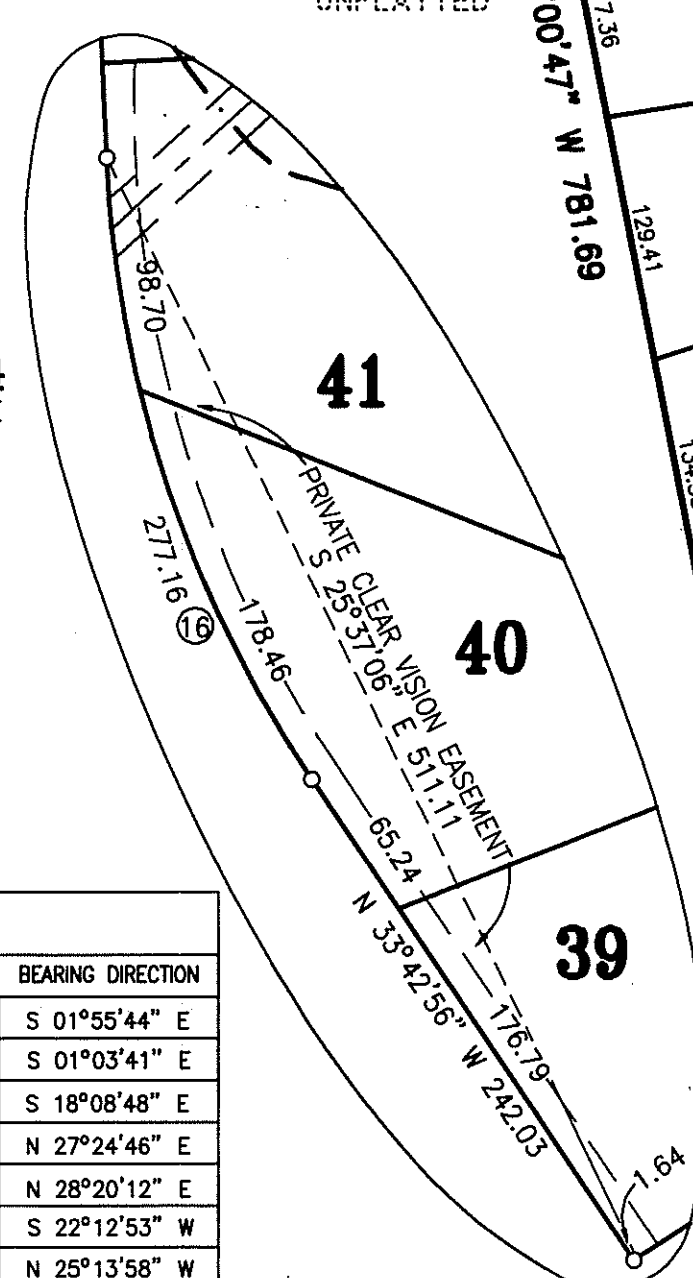 UNPLATTED
7.36
00'47" W 781.69
129.41
98.70
41
PRIVATE CLEAR VISION EASEMENT
S 25°37'06" E 511.11
277.16 16
178.46
40
65.24
N 33°42'56" W 242.03
39
176.79
1.64
BEARING DIRECTION
S 01°55'44" E
S 01°03'41" E
S 18°08'48" E
N 27°24'46" E
N 28°20'12" E
S 22°12'53" W
N 25°13'58" W